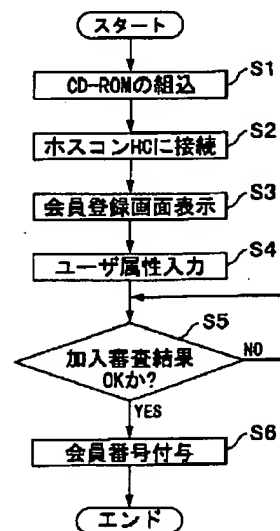 スタート
S1
CD-ROMの組込
S2
ホスコンHCに接続
S3
会員登録画面表示
S4
ユーザ属性入力
S5
加入審査結果
OKか?
NO
YES
S6
会員番号付与
エンド